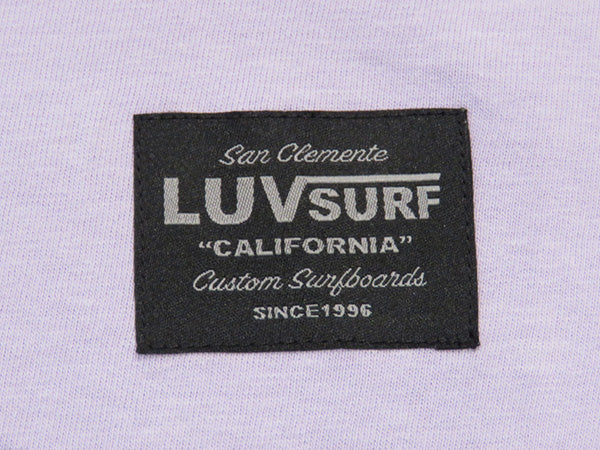 San Clemente
LUVSURF
“CALIFORNIA”
Custom Surfboards
SINCE1996